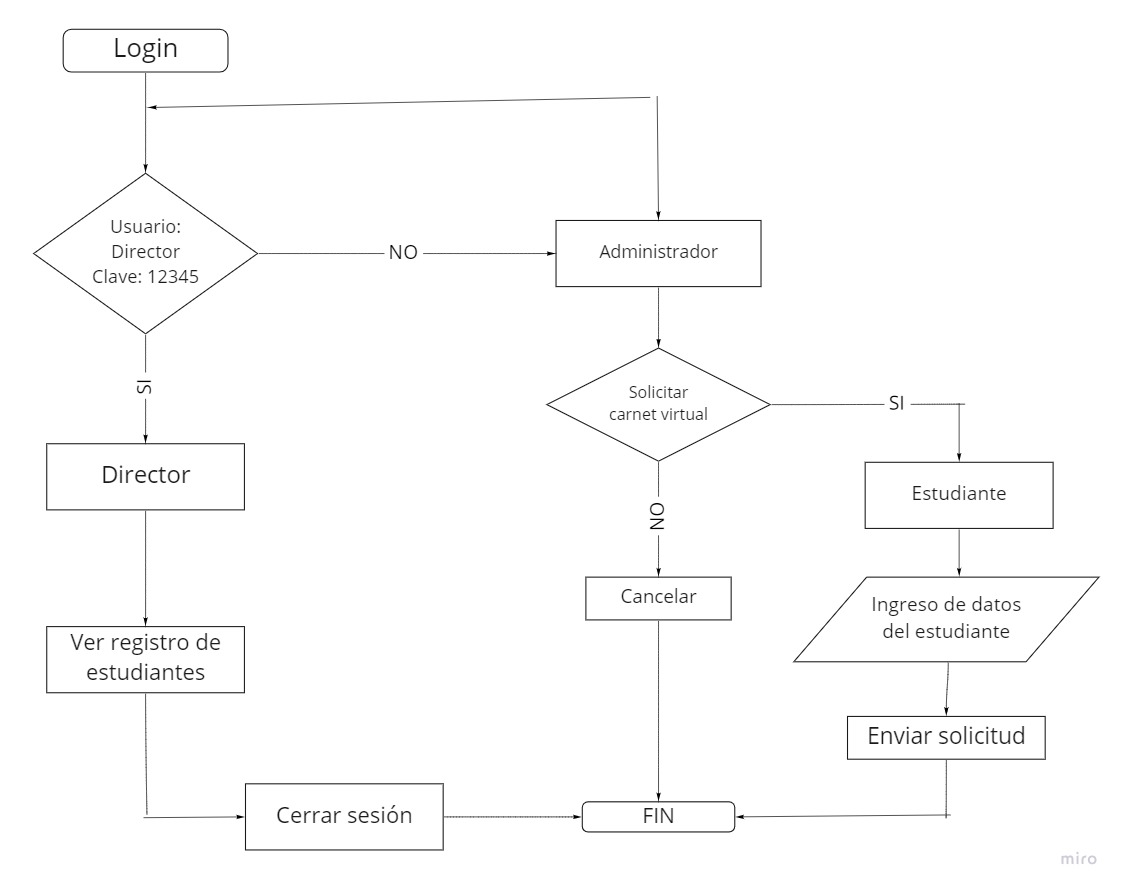 Login
Usuario:
Director
Clave: 12345
NO
Administrador
SI
Solicitar
carnet virtual
SI
Director
Estudiante
NO
Cancelar
Ingreso de datos
del estudiante
Ver registro de
estudiantes
Enviar solicitud
Cerrar sesión
FIN
miro